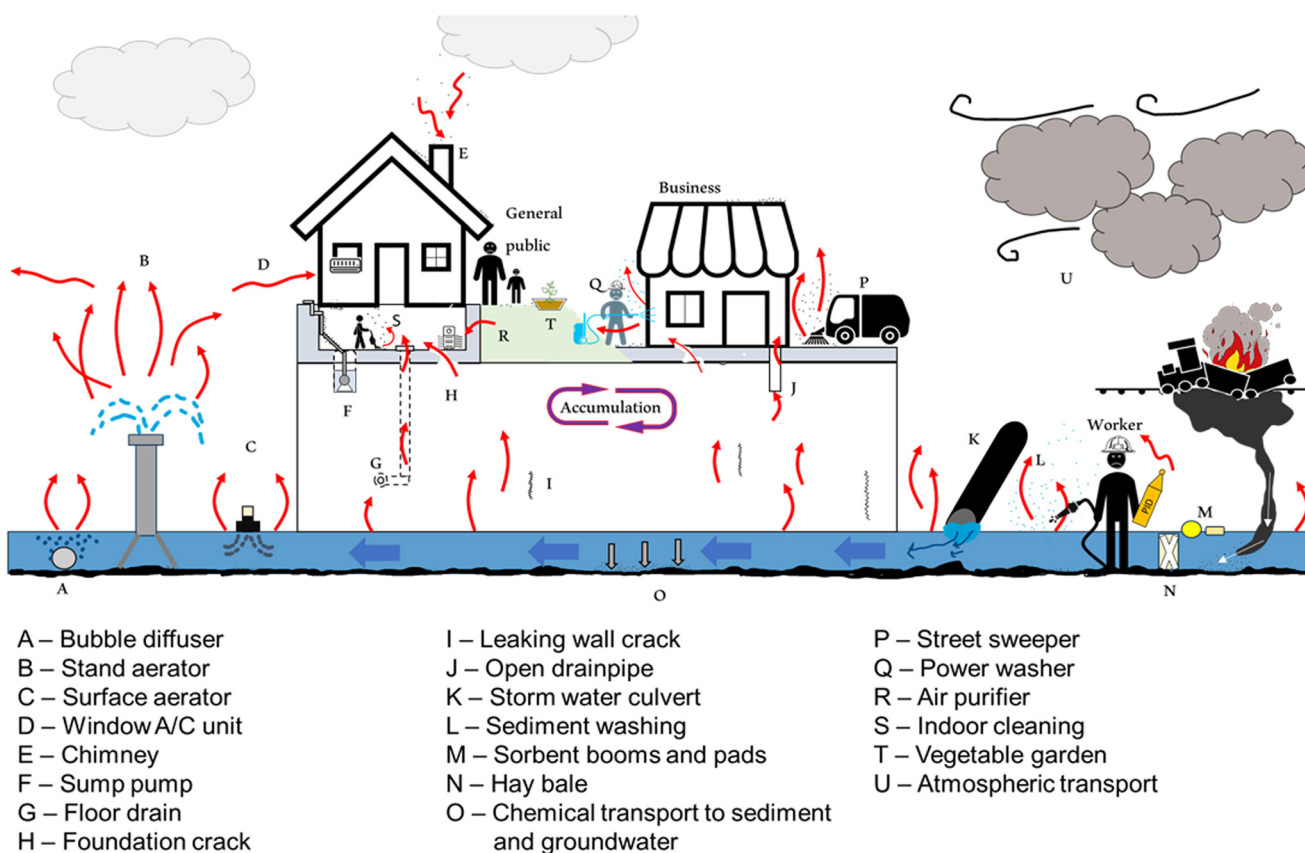 E
Business
General
public
B
D
Q
P
U
S
R
T
H
F
Accumulation
J
K
Worker
C
G
I
L
PID
M
A
O
N
A – Bubble diffuser
B – Stand aerator
C – Surface aerator
D – Window A/C unit
E – Chimney
F – Sump pump
G – Floor drain
H – Foundation crack
I – Leaking wall crack
J – Open drainpipe
K – Storm water culvert
L – Sediment washing
M – Sorbent booms and pads
N – Hay bale
O – Chemical transport to sediment
and groundwater
P – Street sweeper
Q – Power washer
R – Air purifier
S – Indoor cleaning
T – Vegetable garden
U – Atmospheric transport